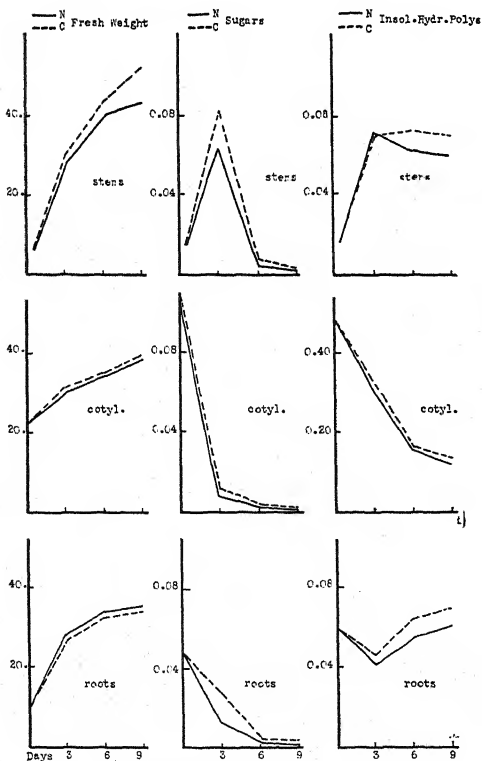 N
C
Fresh Weight
N
C
Sugars
N
C
Insol.Hydr.Polys
40.
20.
stems
0.08
0.04
stems
0.08
0.04
stems
40.
20.
cotyl.
0.08
0.04
cotyl.
0.40
0.20
cotyl.
40.
20.
roots
0.08
0.04
roots
0.08
0.04
roots
Days 3 6 9
3 6 9
3 6 9